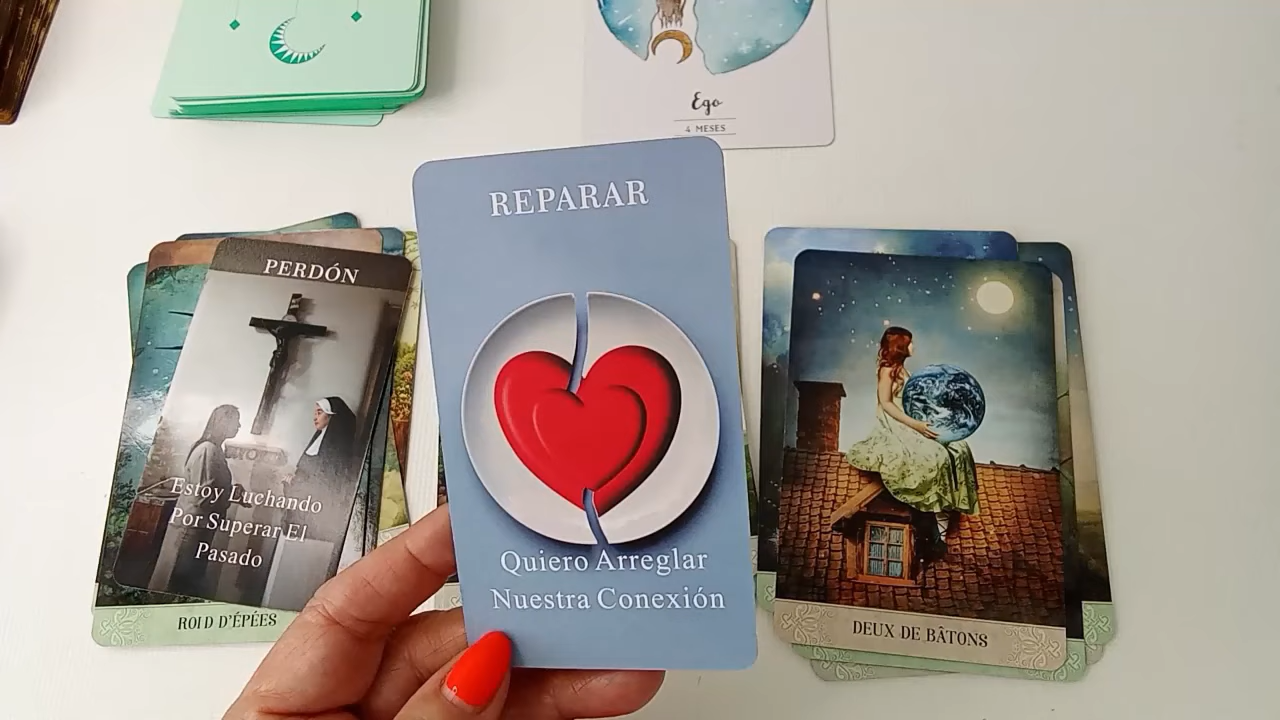 Ego
4 MESES
REPARAR
Quiero Arreglar
Nuestra Conexión
PERDÓN
Estoy Luchando
Por Superar El
Pasado
ROI D'ÉPÉES
DEUX DE BÂTONS